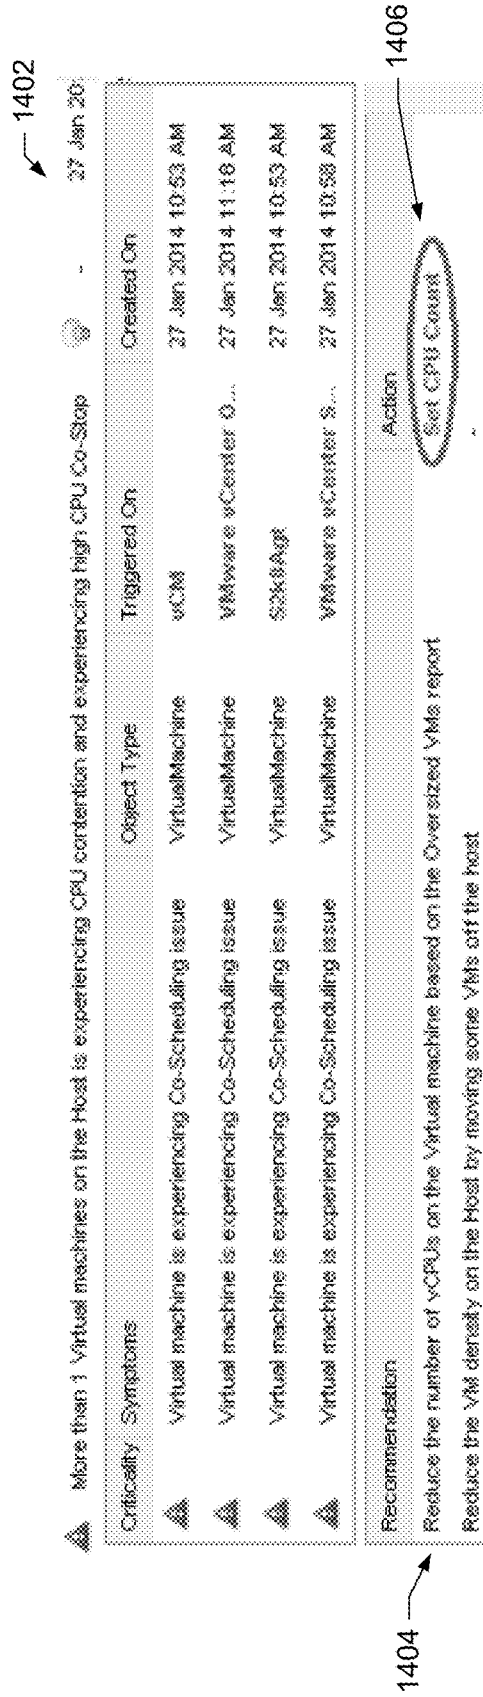 1402
More than 1 Virtual machines on the Host is experiencing CPU contention and experiencing high CPU Co-Stop - 27 Jan 20
Criticality Symptoms Object Type Triggered On Created On
Virtual machine is experiencing Co-Scheduling issue VirtualMachine vCM 27 Jan 2014 10:53 AM
Virtual machine is experiencing Co-Scheduling issue VirtualMachine VMware vCenter O... 27 Jan 2014 11:18 AM
Virtual machine is experiencing Co-Scheduling issue VirtualMachine S2k8Agt 27 Jan 2014 10:53 AM
Virtual machine is experiencing Co-Scheduling issue VirtualMachine VMware vCenter S... 27 Jan 2014 10:58 AM
Recommendation Action
1404
Reduce the number of vCPUs on the Virtual machine based on the Oversized VMs report Set CPU Count
1406
Reduce the VM density on the Host by moving some VMs off the host -